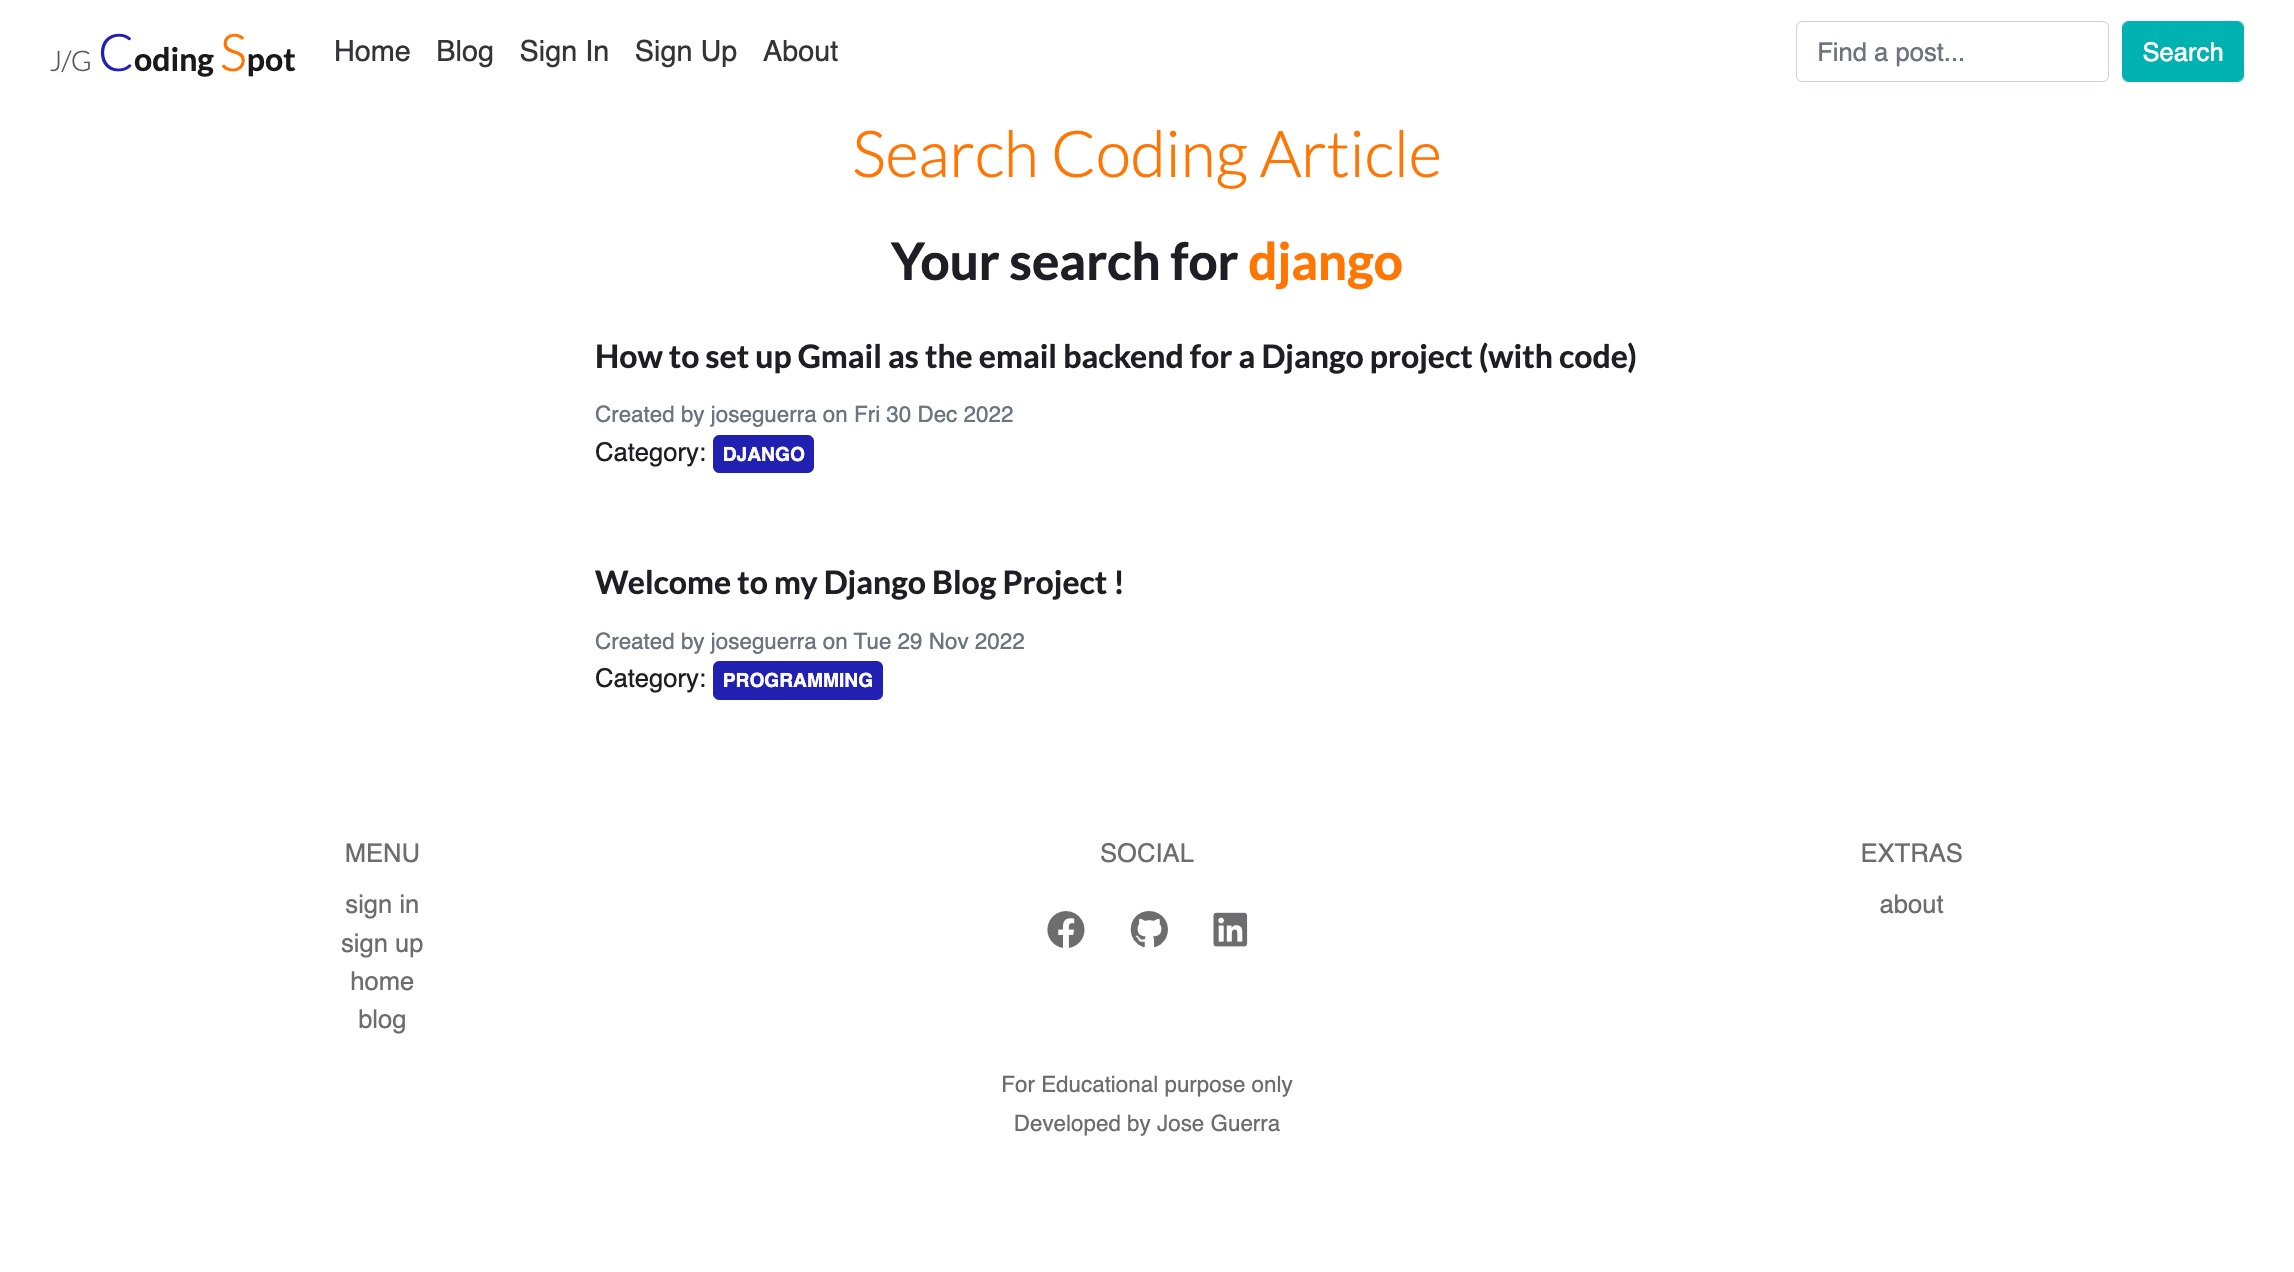 J/G Coding Spot Home Blog Sign In Sign Up About Find a post... Search
Search Coding Article
Your search for django
How to set up Gmail as the email backend for a Django project (with code)
Created by joseguerra on Fri 30 Dec 2022
Category: DJANGO
Welcome to my Django Blog Project !
Created by joseguerra on Tue 29 Nov 2022
Category: PROGRAMMING
MENU
sign in
sign up
home
blog
SOCIAL
EXTRAS
about
For Educational purpose only
Developed by Jose Guerra